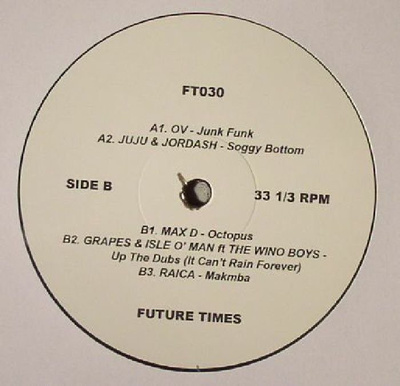 FT030
A1. OV - Junk Funk
A2. JUJU & JORDASH - Soggy Bottom
SIDE B
33 1/3 RPM
B1. MAX D - Octopus
B2. GRAPES & ISLE O' MAN ft THE WINO BOYS -
Up The Dubs (It Can't Rain Forever)
B3. RAICA - Makmba
FUTURE TIMES